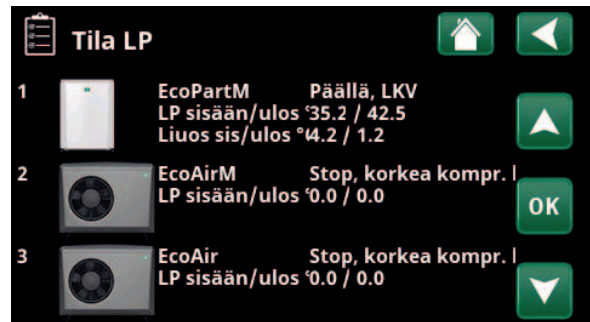 Tila LP
1 EcoPartM Päällä, LKV
LP sisään/ulos °35.2 / 42.5
Liuos sis/ulos °(4.2 / 1.2
2 EcoAirM Stop, korkea kompr. l
LP sisään/ulos °0.0 / 0.0
OK
3 EcoAir Stop, korkea kompr. l
LP sisään/ulos °0.0 / 0.0